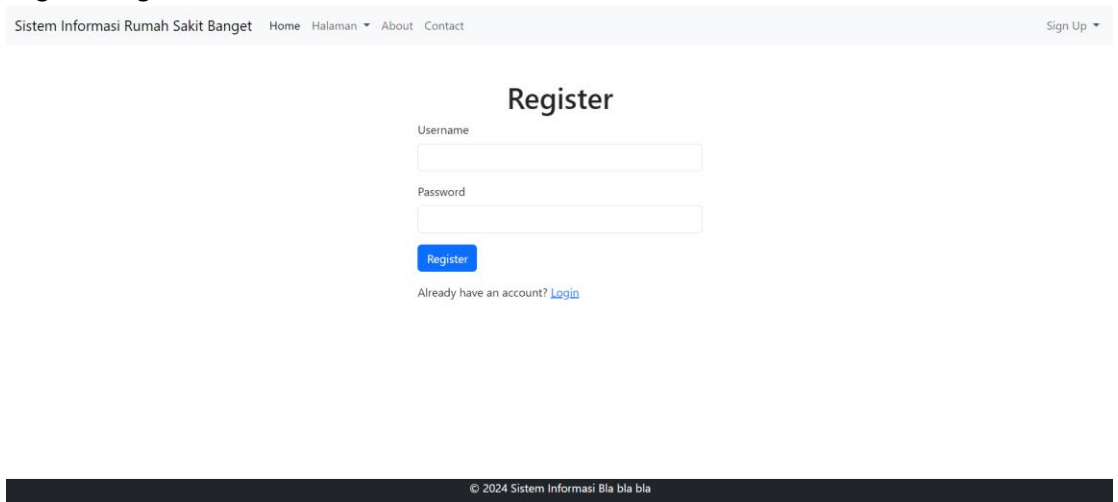 Sistem Informasi Rumah Sakit Banget Home Halaman About Contact Sign Up
Register
Username
Password
Register
Already have an account? Login
© 2024 Sistem Informasi Bla bla bla